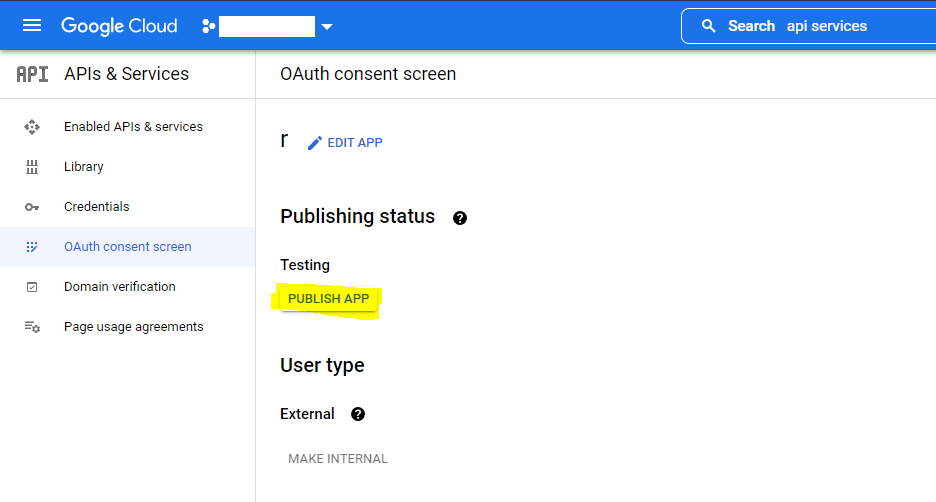 Google Cloud
Search api services
API APIs & Services
OAuth consent screen
Enabled APIs & services
Library
Credentials
OAuth consent screen
Domain verification
Page usage agreements
r EDIT APP
Publishing status ?
Testing
PUBLISH APP
User type
External ?
MAKE INTERNAL